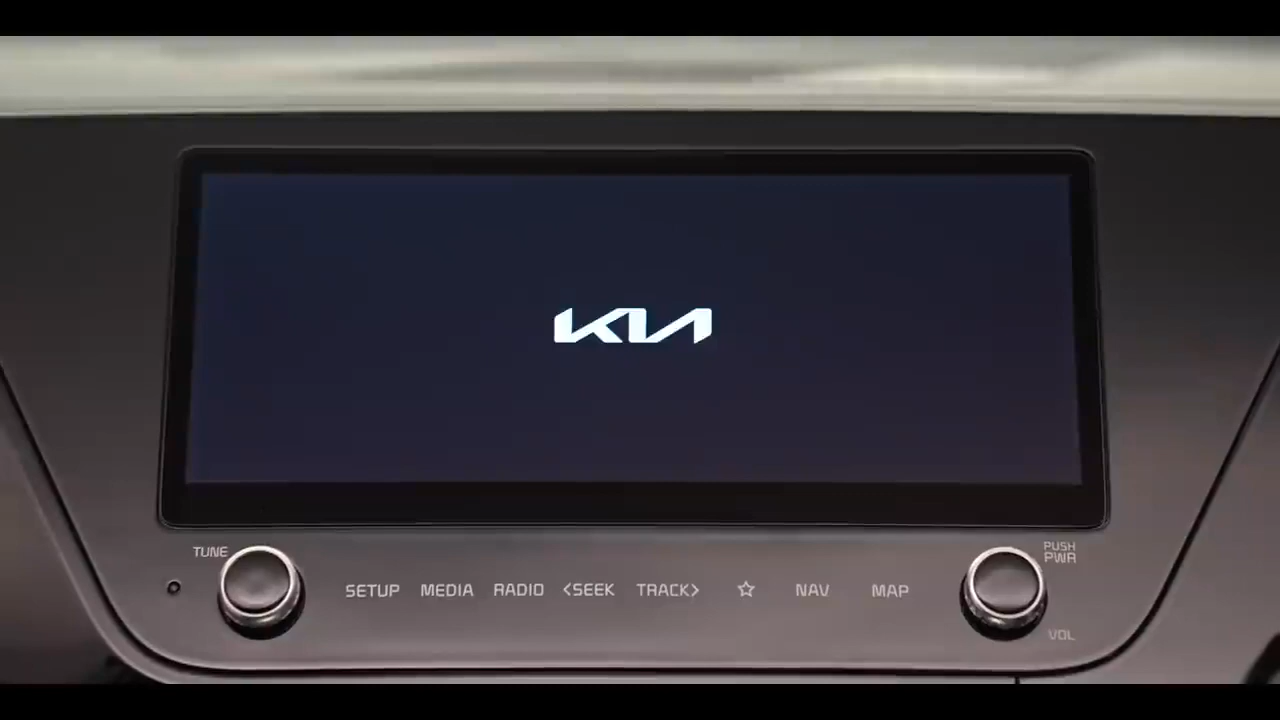 KIA
TUNE
PUSH
PWR
SETUP MEDIA RADIO <SEEK TRACK> ☆ NAV MAP
VOL